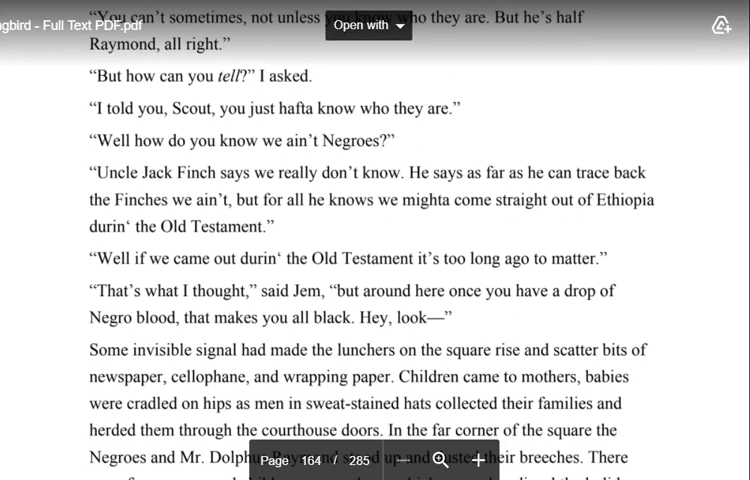 “You can’t sometimes, not unless you know who they are. But he’s half
ngbird - Full Text PDF.pdf
Open with
Raymond, all right.”
“But how can you tell?” I asked.
“I told you, Scout, you just hafta know who they are.”
“Well how do you know we ain’t Negroes?”
“Uncle Jack Finch says we really don’t know. He says as far as he can trace back
the Finches we ain’t, but for all he knows we mighta come straight out of Ethiopia
durin‘ the Old Testament.”
“Well if we came out durin‘ the Old Testament it’s too long ago to matter.”
“That’s what I thought,” said Jem, “but around here once you have a drop of
Negro blood, that makes you all black. Hey, look—”
Some invisible signal had made the lunchers on the square rise and scatter bits of
newspaper, cellophane, and wrapping paper. Children came to mothers, babies
were cradled on hips as men in sweat-stained hats collected their families and
herded them through the courthouse doors. In the far corner of the square the
Negroes and Mr. Dolphus Raymond stood up and dusted their breeches. There
Page 164 / 285